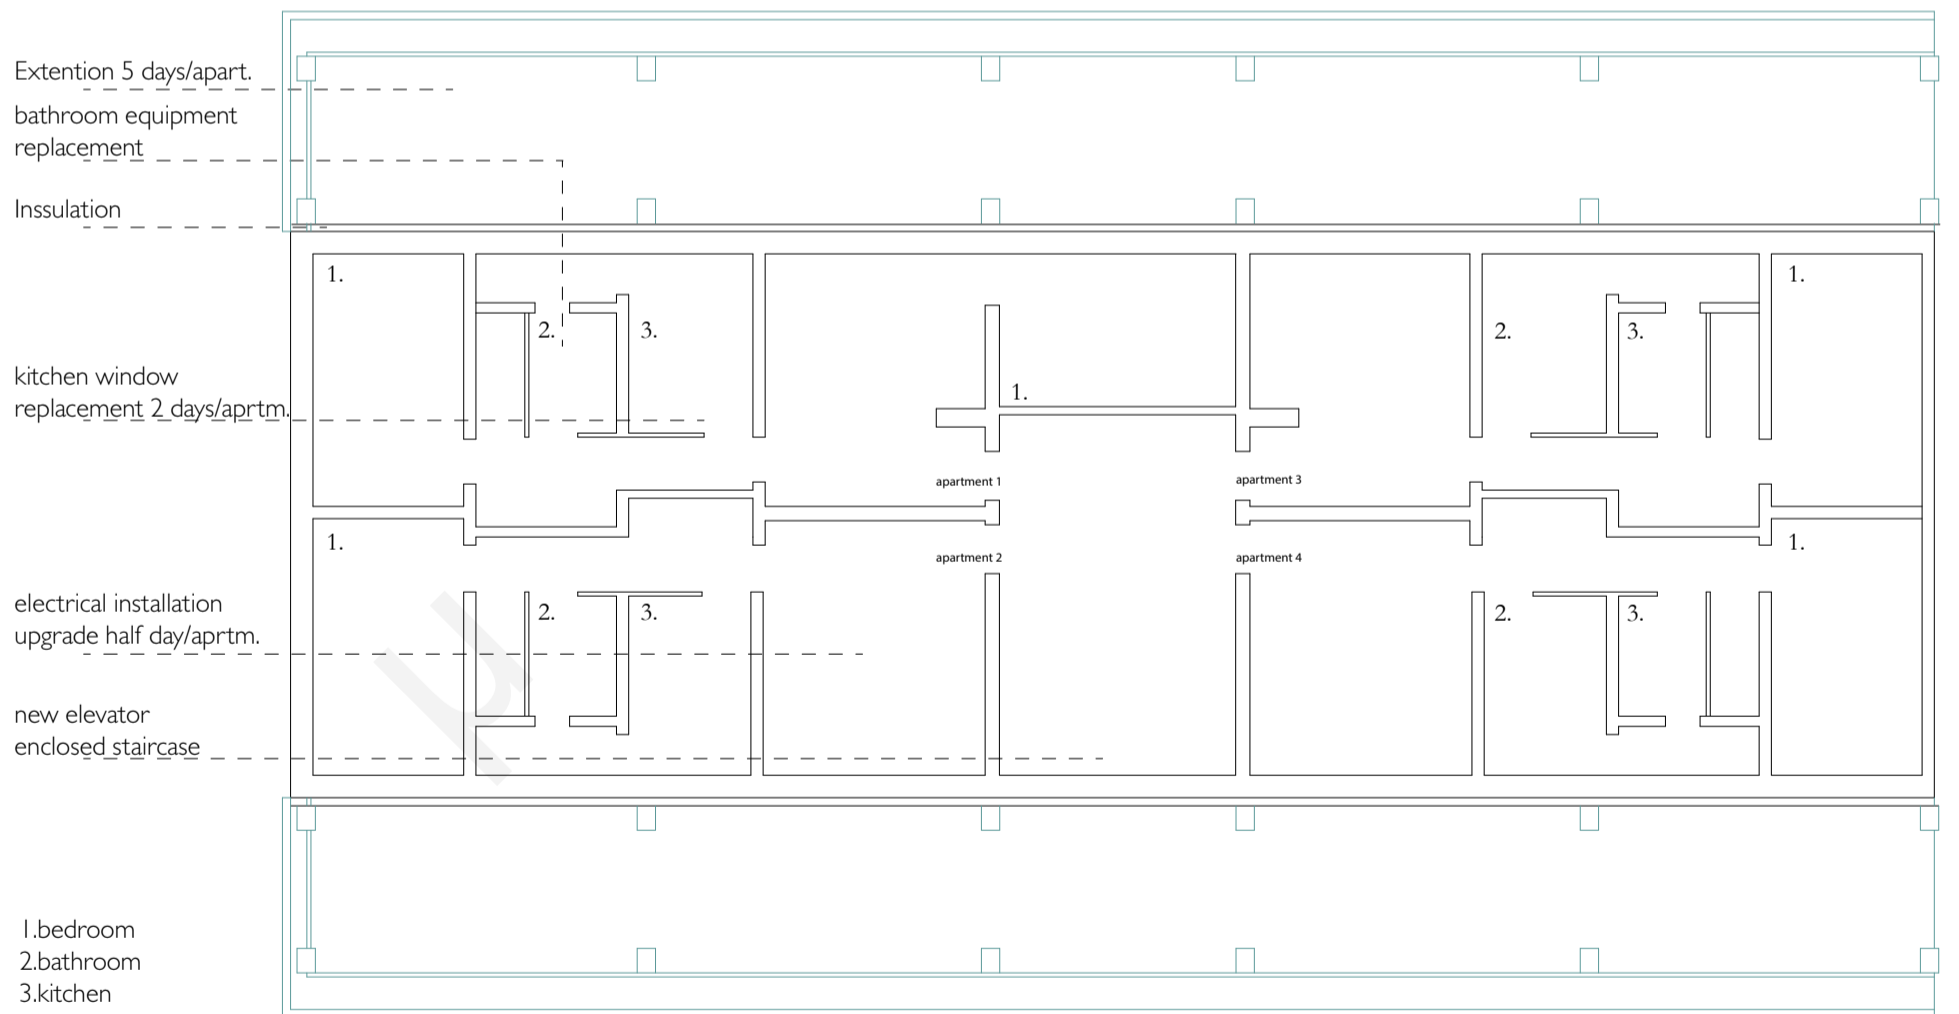 Extention 5 days/apart.
bathroom equipment
replacement
Inssulation
kitchen window
replacement 2 days/aprtm.
electrical installation
upgrade half day/aprtm.
new elevator
enclosed staircase
1.bedroom
2.bathroom
3.kitchen
1.
1.
2.
3.
2.
3.
1.
apartment 1
apartment 3
1.
1.
apartment 2
apartment 4
2.
3.
2.
3.
μ